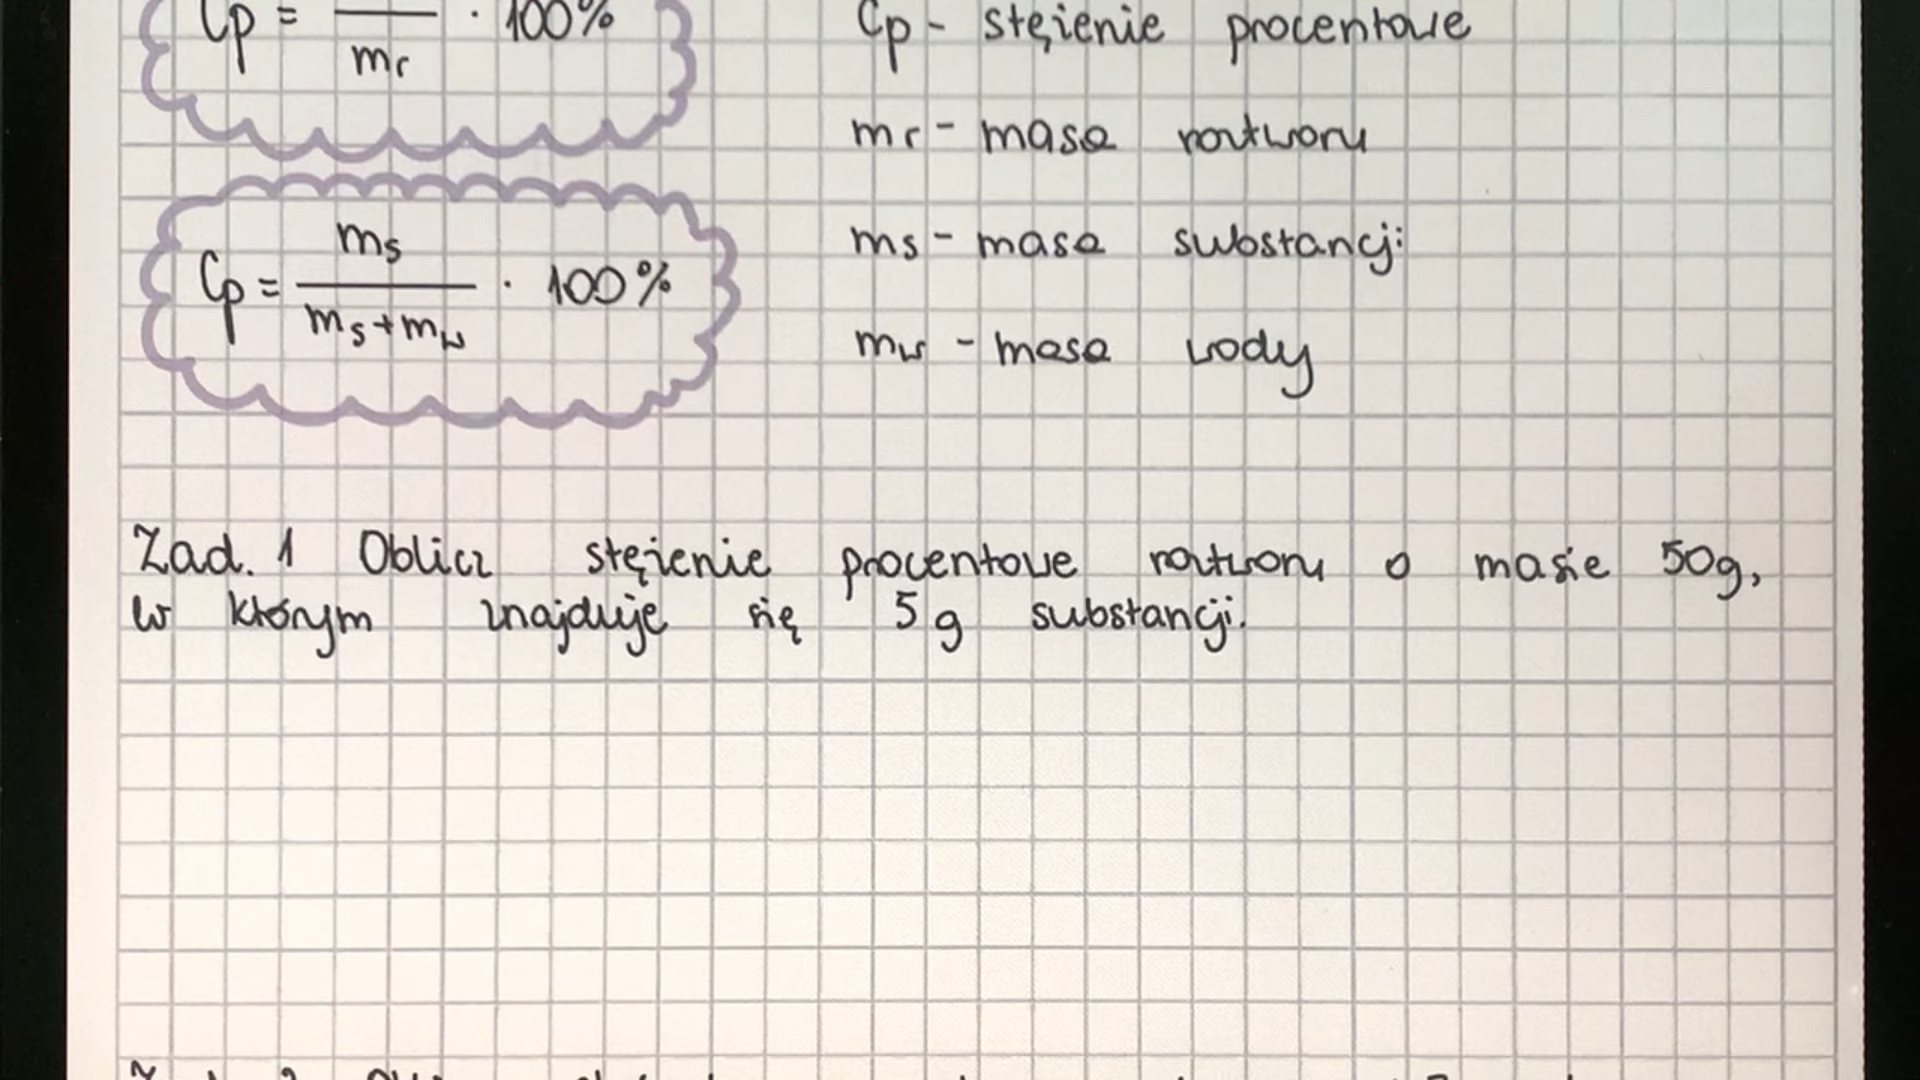 Cp = ─── · 100%
mr
Cp - stężenie procentowe
mr - masa roztworu
ms - masa substancji
Cp = ms / ms + mw · 100%
mw - masa wody
Zad. 1 Oblicz stężenie procentowe roztworu o masie 50g,
w którym znajduje się 5 g substancji.